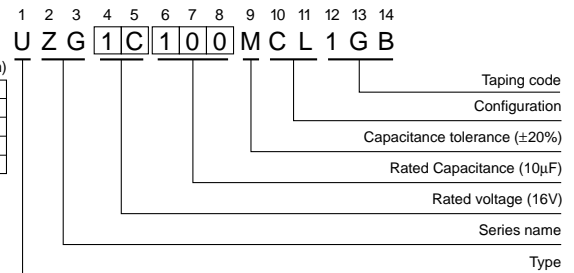 1 2 3 4 5 6 7 8 9 10 11 12 13 14
U Z G 1 C 1 0 0 M C L 1 G B
)
Taping code
Configuration
Capacitance tolerance (±20%)
Rated Capacitance (10µF)
Rated voltage (16V)
Series name
Type